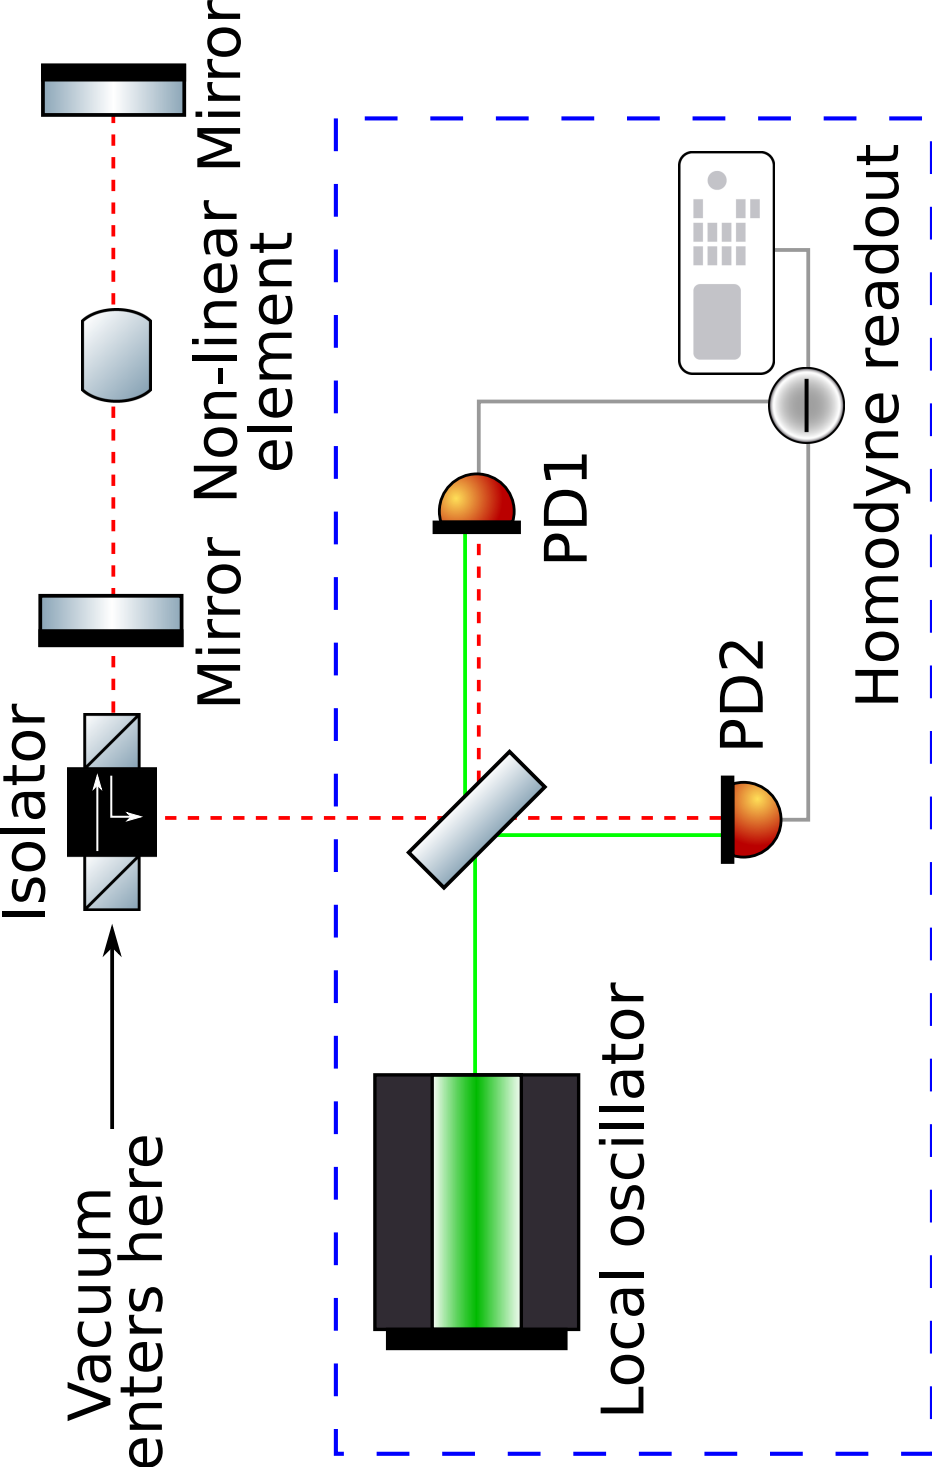 Vacuum
enters here
Isolator
Mirror
Non-linear
element
Mirror
Local oscillator
PD2
PD1
Homodyne readout